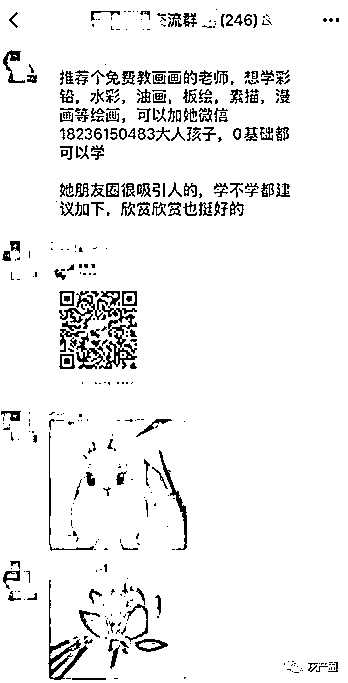 流群 (246)
推荐个免费教画画的老师，想学彩
铅，水彩，油画，板绘，素描，漫
画等绘画，可以加她微信
18236150483大人孩子，0基础都
可以学
她朋友圈很吸引人的，学不学都建
议加下，欣赏欣赏也挺好的
灰产圈